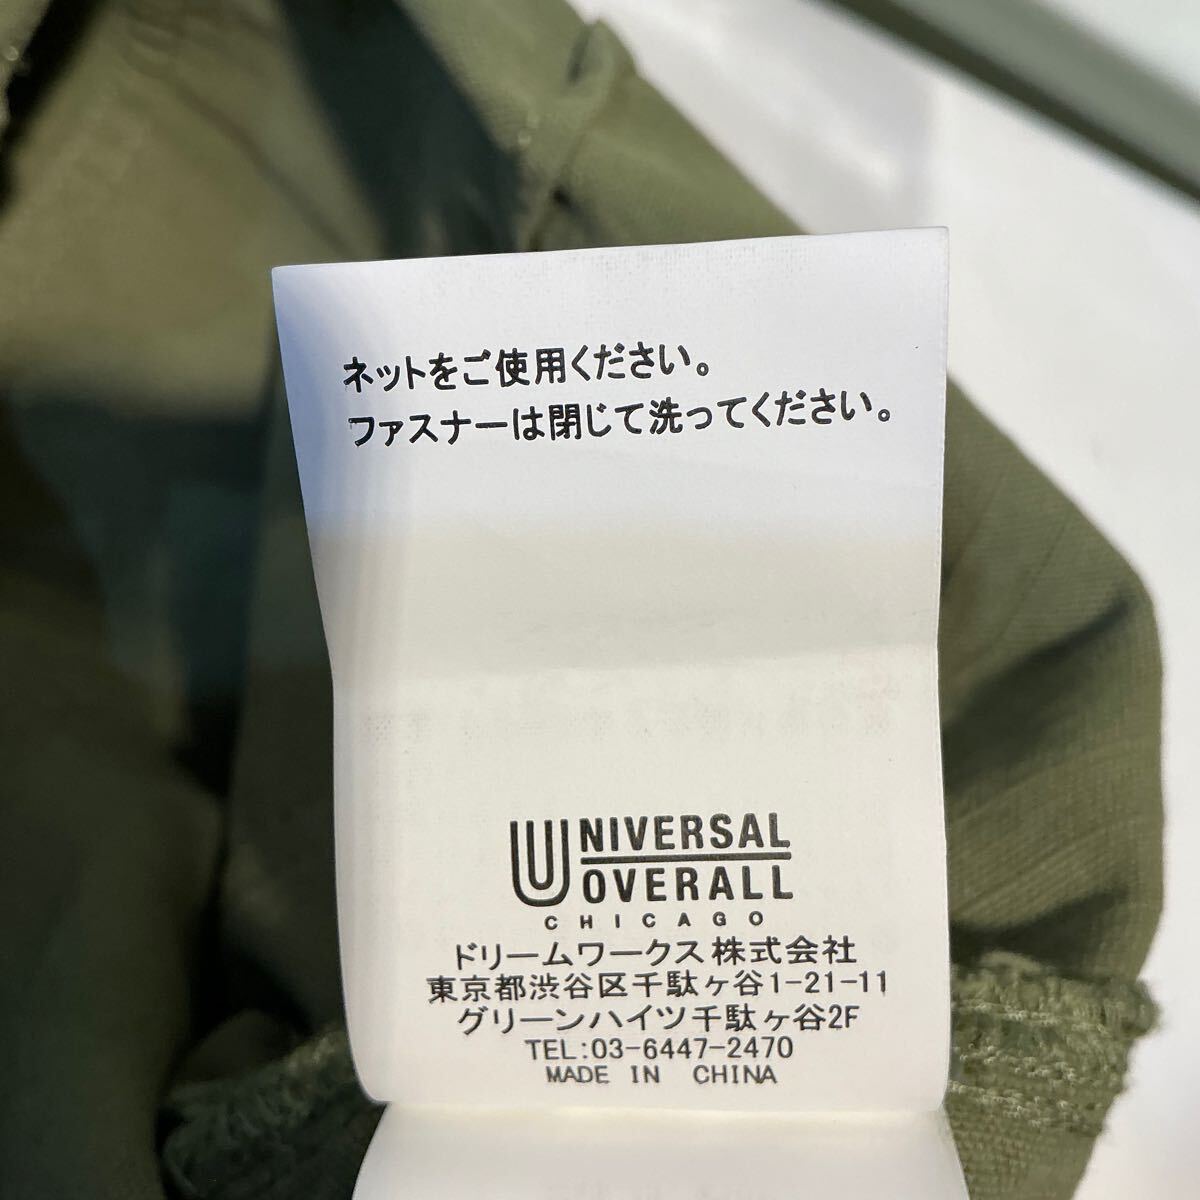 ネットをご使用ください。
ファスナーは閉じて洗ってください。
UNIVERSAL
OVERALL
CHICAGO
ドリームワークス株式会社
東京都渋谷区千駄ヶ谷1-21-11
グリーンハイツ千駄ヶ谷2F
TEL:03-6447-2470
MADE IN CHINA